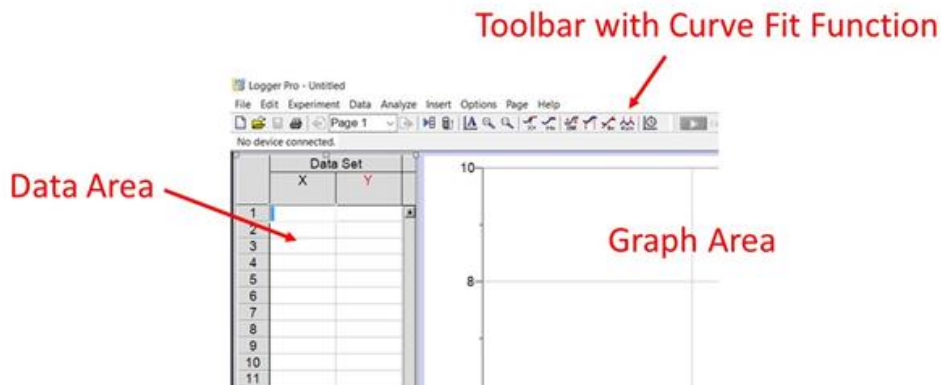 Toolbar with Curve Fit Function
Logger Pro - Untitled
File Edit Experiment Data Analyze Insert Options Page Help
Page 1
No device connected.
Data Set
X Y
Data Area
1
2
3
4
5
6
7
8
9
10
11
10
Graph Area
8